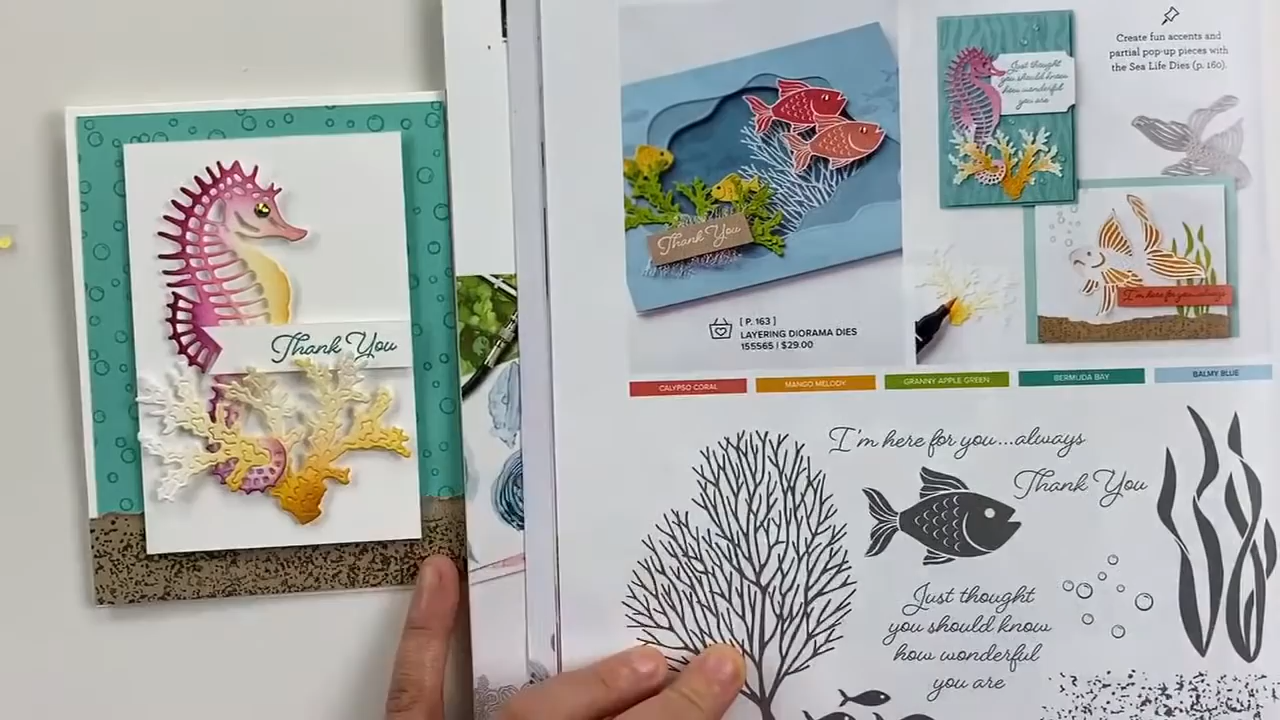 Thank You
Thank You
[ P. 163 ]
LAYERING DIORAMA DIES
155565 | $29.00
Just thought
you should know
how wonderful
you are
Create fun accents and
partial pop-up pieces with
the Sea Life Dies (p. 160).
I'm here for you...always
CALYPSO CORAL
MANGO MELODY
GRANNY APPLE GREEN
BERMUDA BAY
BALMY BLUE
I'm here for you...always
Thank You
Just thought
you should know
how wonderful
you are